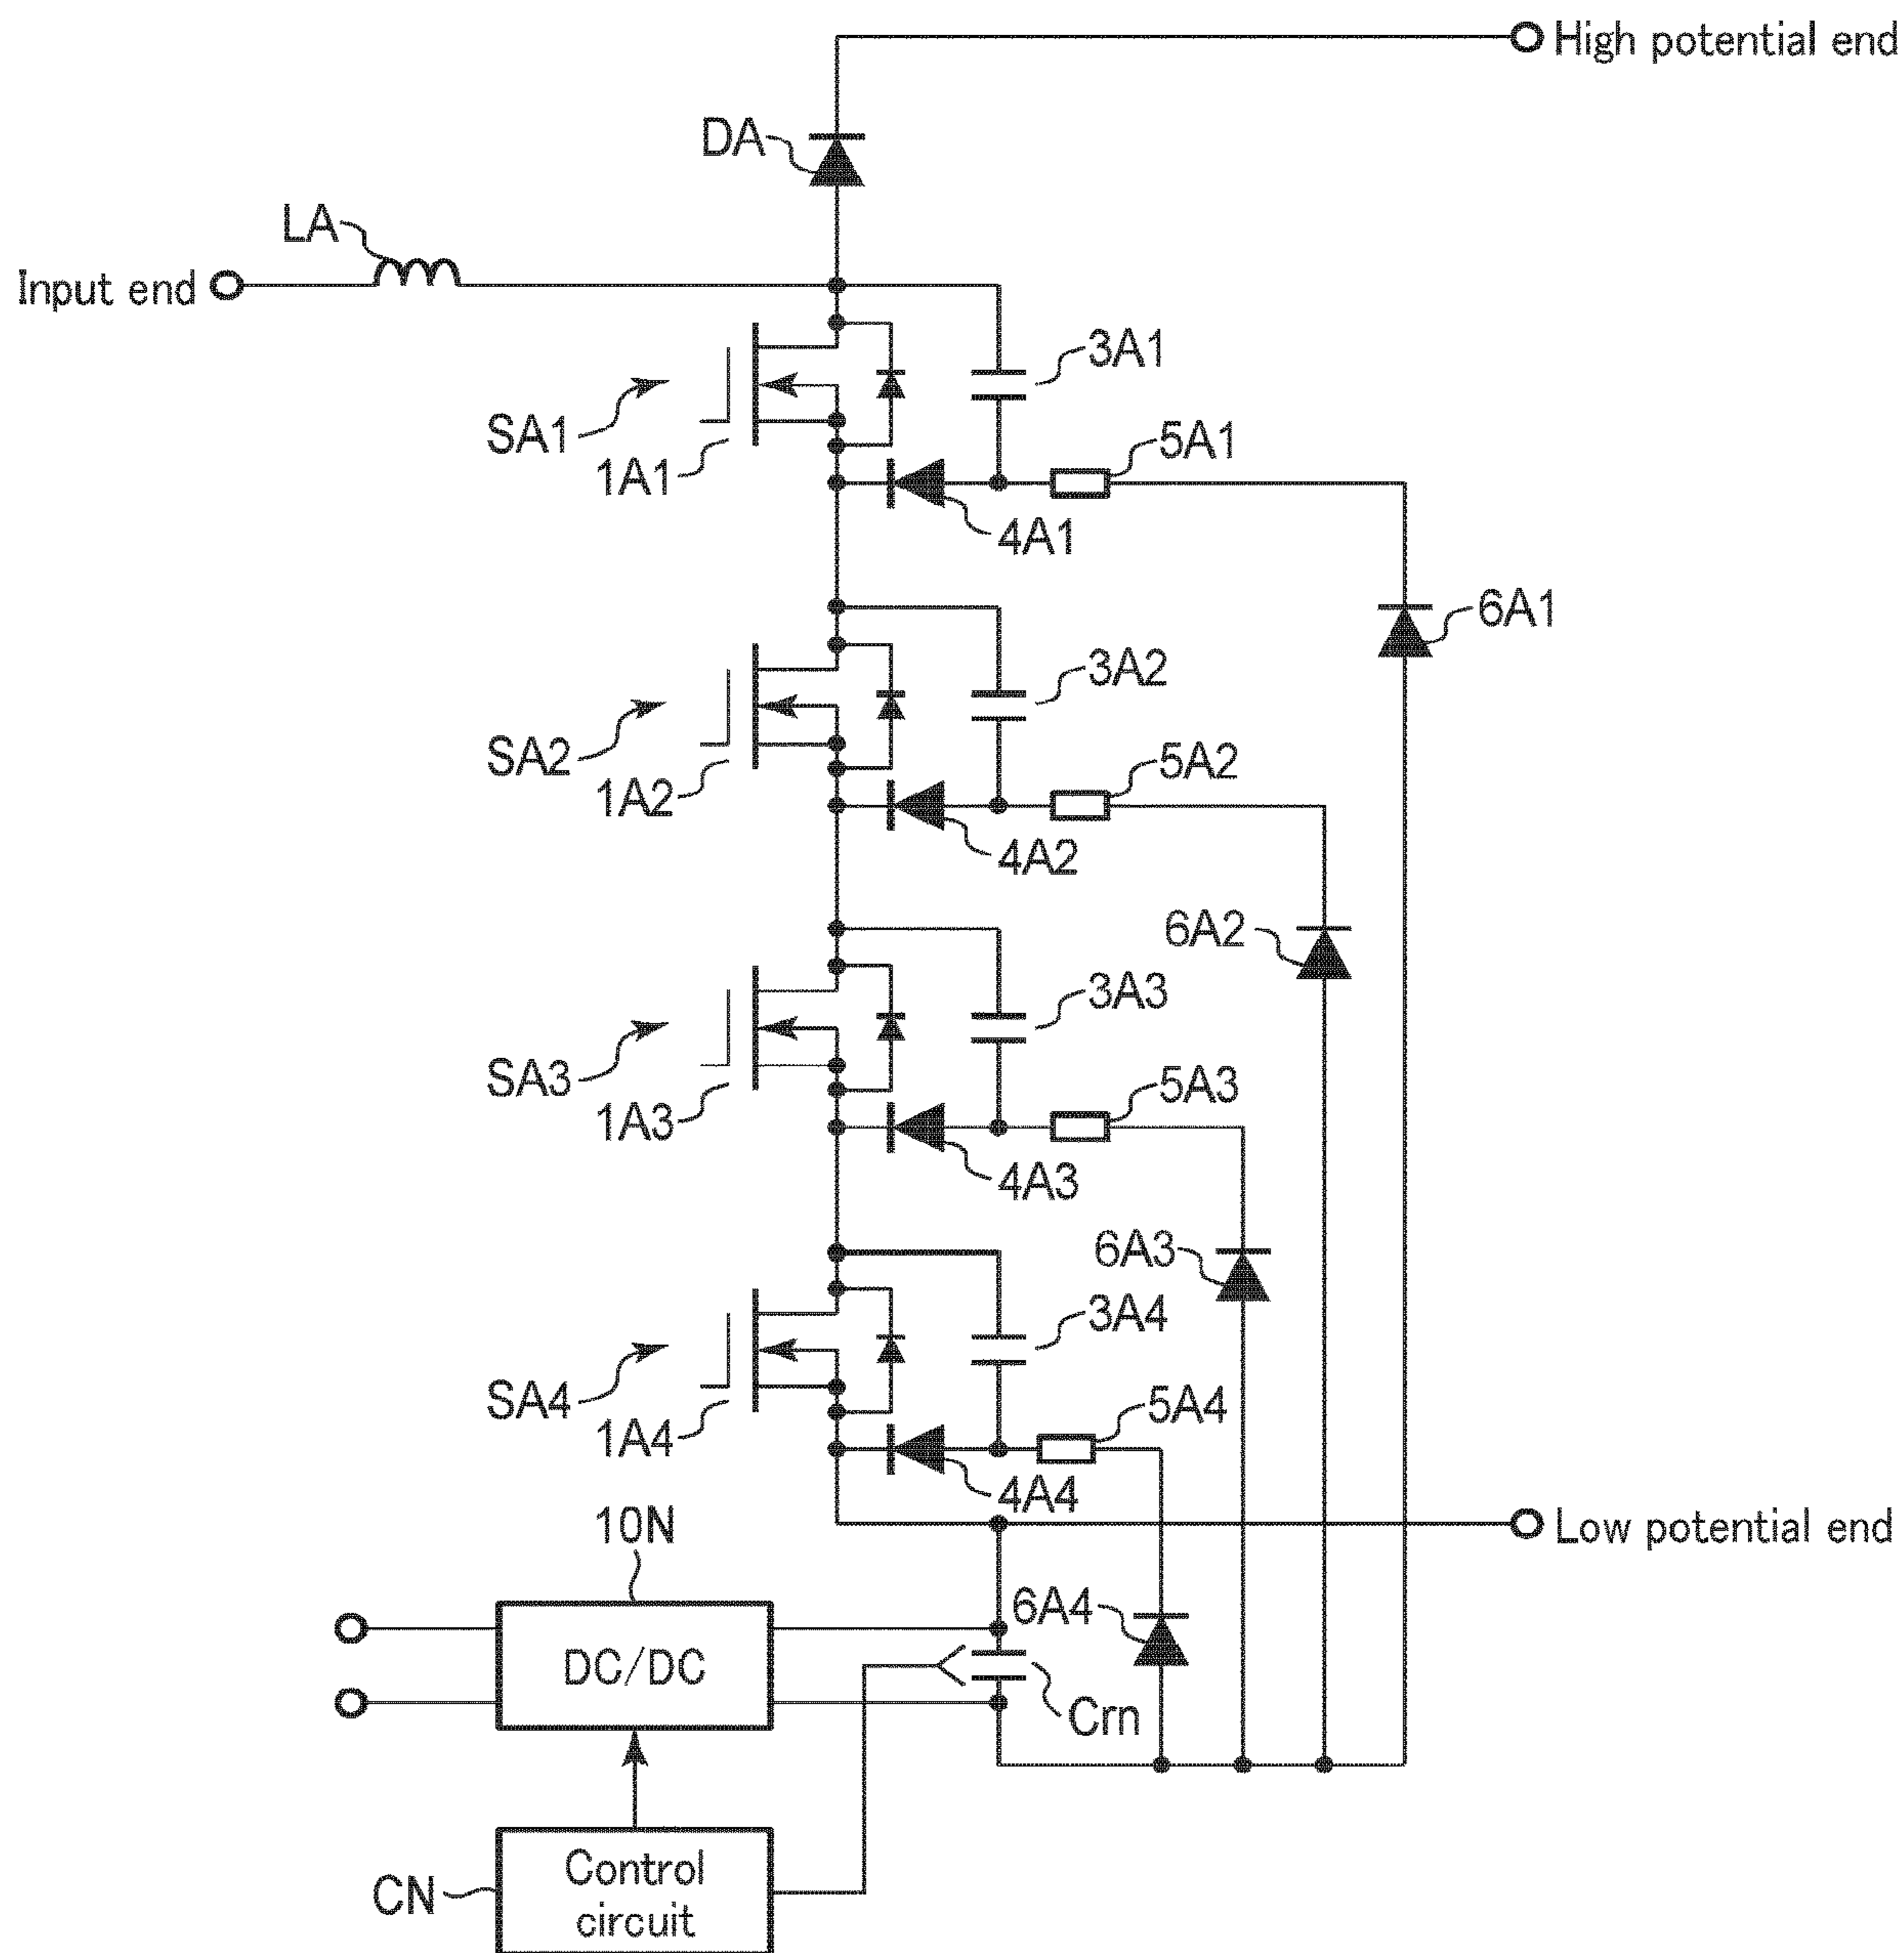 High potential end
DA
LA
Input end
3A1
SA1
5A1
1A1
4A1
6A1
3A2
SA2
5A2
1A2
4A2
6A2
3A3
SA3
5A3
1A3
4A3
6A3
3A4
SA4
5A4
1A4
4A4
10N
Low potential end
6A4
DC/DC
Crn
Control
circuit
CN